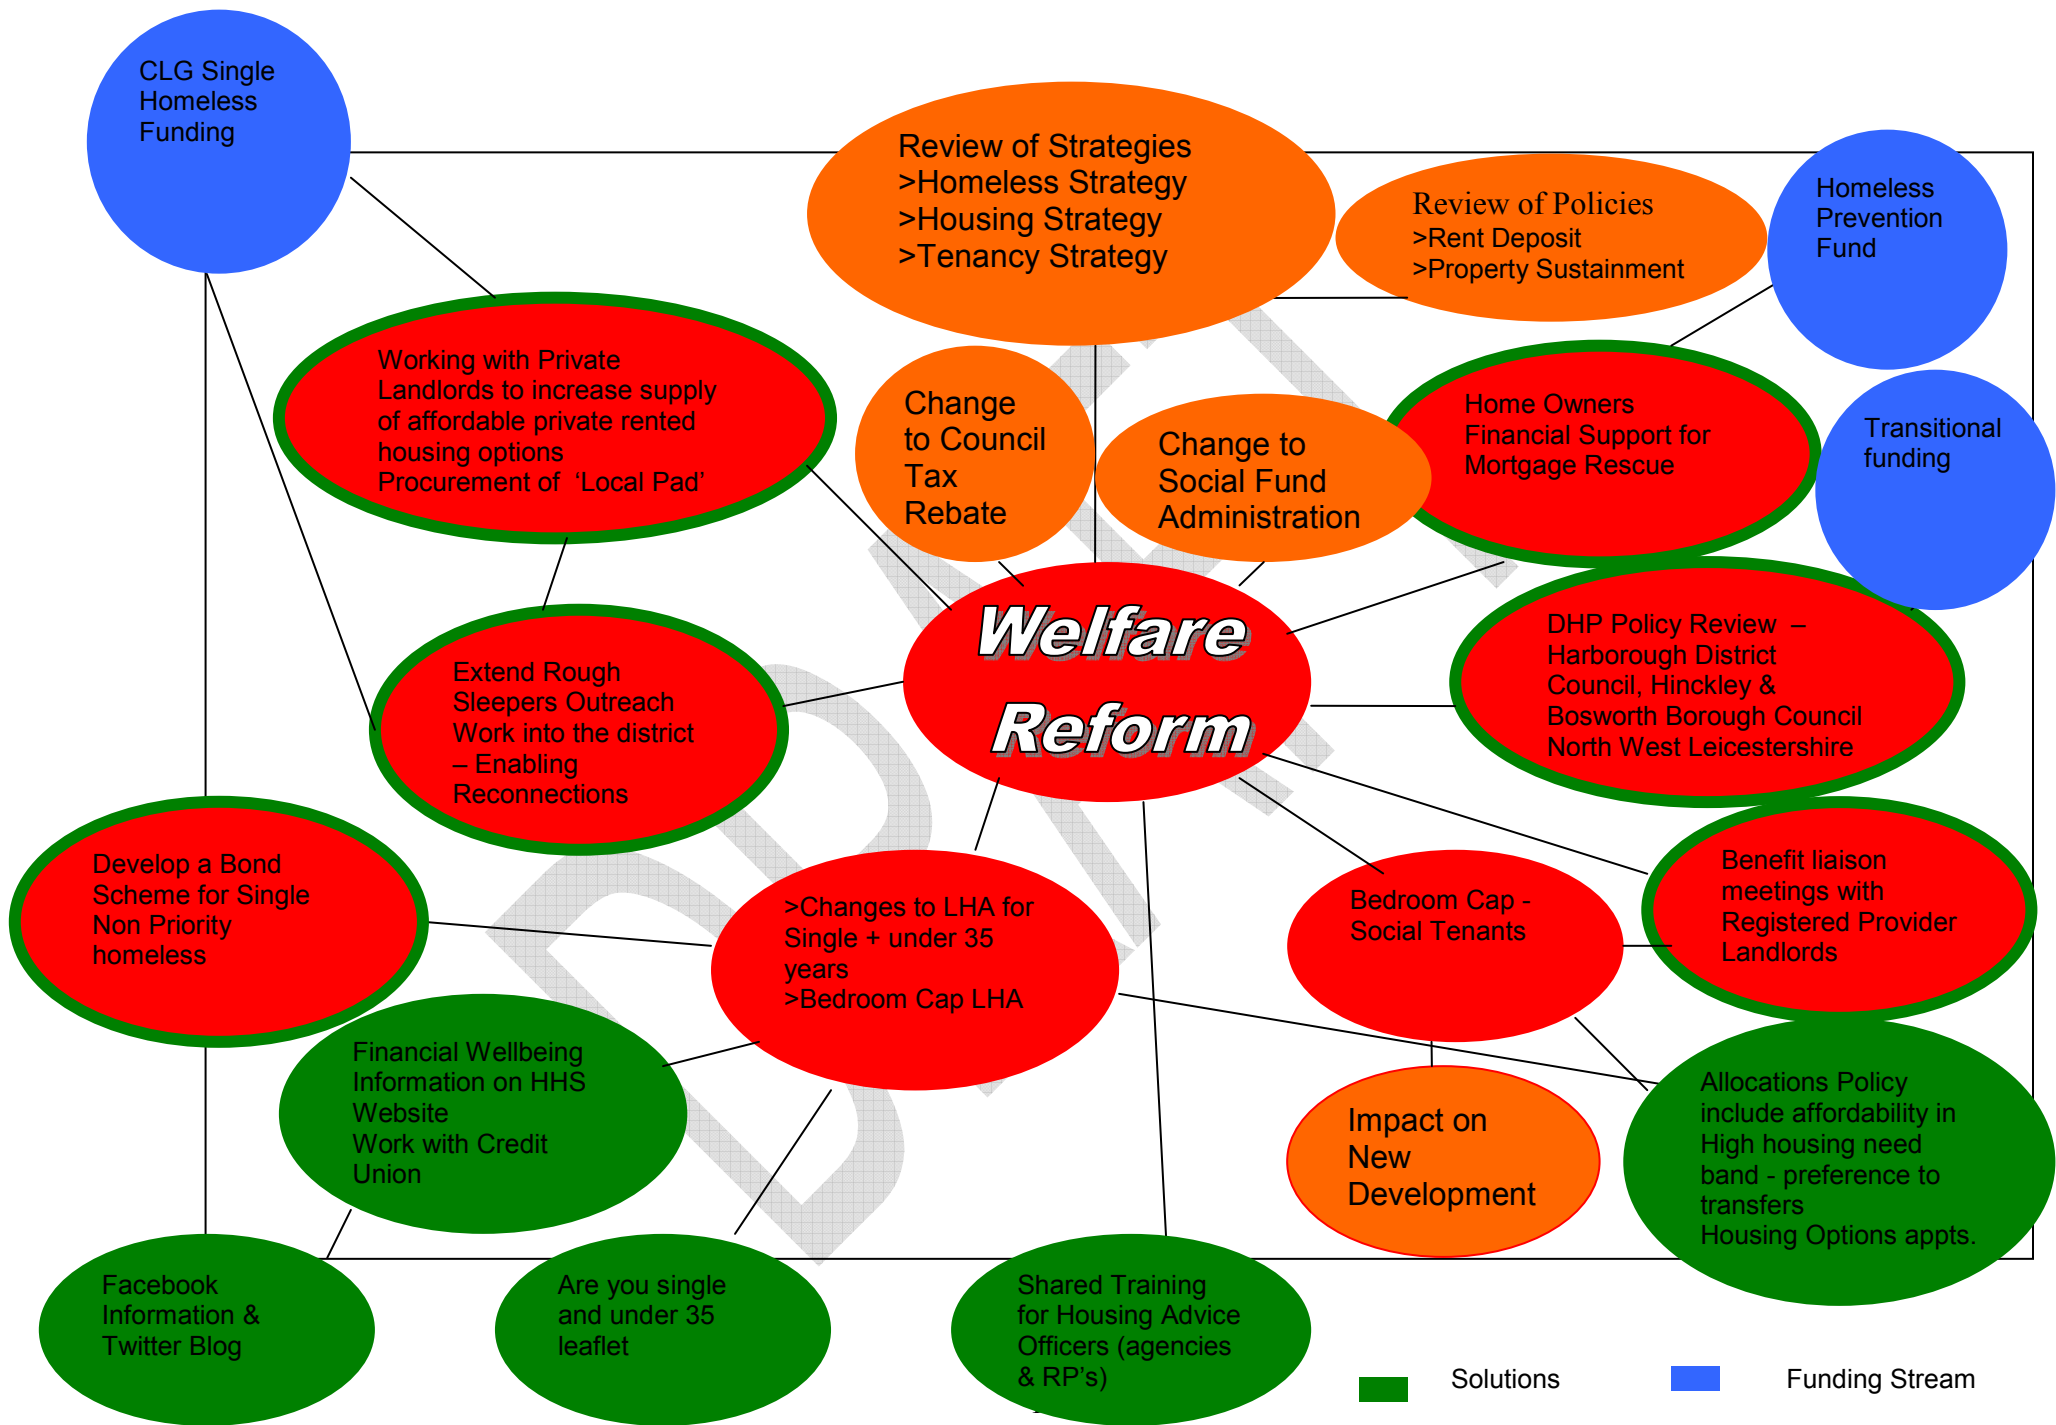 CLG Single
Homeless
Funding
Review of Strategies
>Homeless Strategy
>Housing Strategy
>Tenancy Strategy
Review of Policies
>Rent Deposit
>Property Sustainment
Homeless
Prevention
Fund
Working with Private
Landlords to increase supply
of affordable private rented
housing options
Procurement of ‘Local Pad’
Change
to Council
Tax
Rebate
Change to
Social Fund
Administration
Home Owners
Financial Support for
Mortgage Rescue
Transitional
funding
Welfare
Reform
DHP Policy Review –
Harborough District
Council, Hinckley &
Bosworth Borough Council
North West Leicestershire
Extend Rough
Sleepers Outreach
Work into the district
– Enabling
Reconnections
Develop a Bond
Scheme for Single
Non Priority
homeless
>Changes to LHA for
Single + under 35
years
>Bedroom Cap LHA
Bedroom Cap -
Social Tenants
Benefit liaison
meetings with
Registered Provider
Landlords
Financial Wellbeing
Information on HHS
Website
Work with Credit
Union
Impact on
New
Development
Allocations Policy
include affordability in
High housing need
band - preference to
transfers
Housing Options appts.
Facebook
Information &
Twitter Blog
Are you single
and under 35
leaflet
Shared Training
for Housing Advice
Officers (agencies
& RP’s)
Solutions
Funding Stream
DRAFT